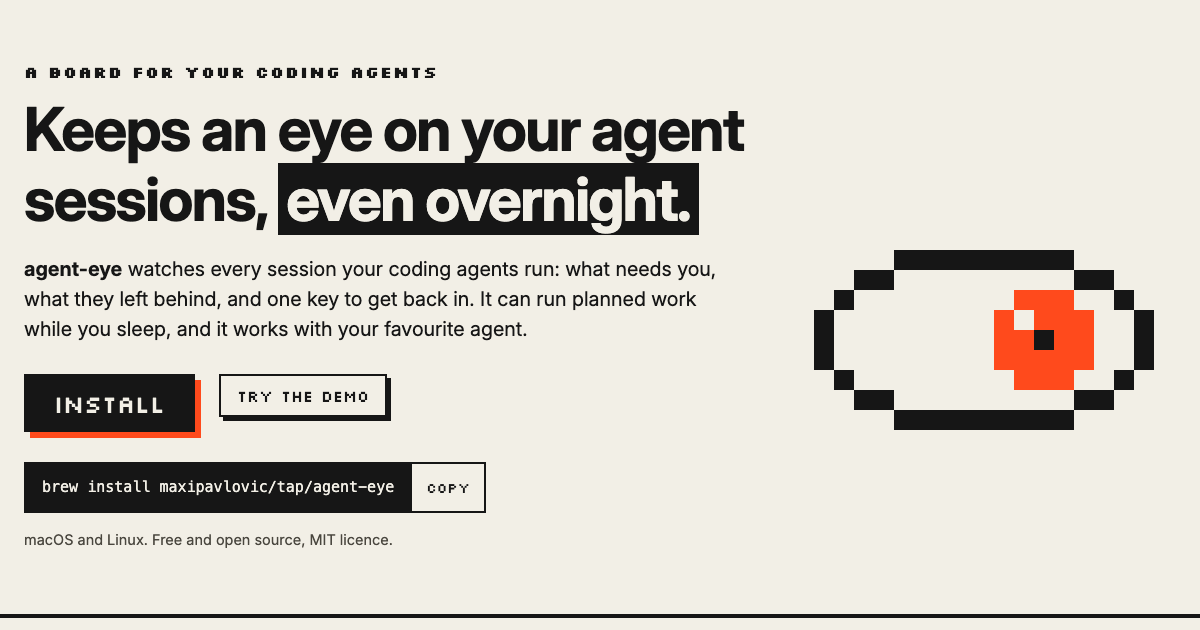 A BOARD FOR YOUR CODING AGENTS
Keeps an eye on your agent
sessions, even overnight.
agent-eye watches every session your coding agents run: what needs you,
what they left behind, and one key to get back in. It can run planned work
while you sleep, and it works with your favourite agent.
INSTALL
TRY THE DEMO
brew install maxipavlovic/tap/agent-eye
COPY
macOS and Linux. Free and open source, MIT licence.